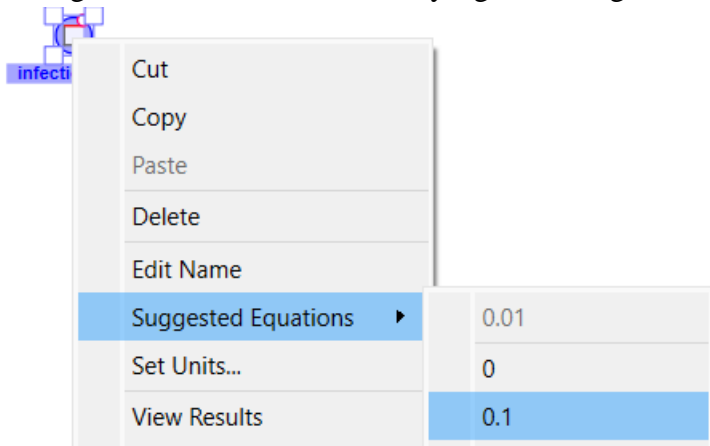 infecti
Cut
Copy
Paste
Delete
Edit Name
Suggested Equations
0.01
Set Units...
0
View Results
0.1